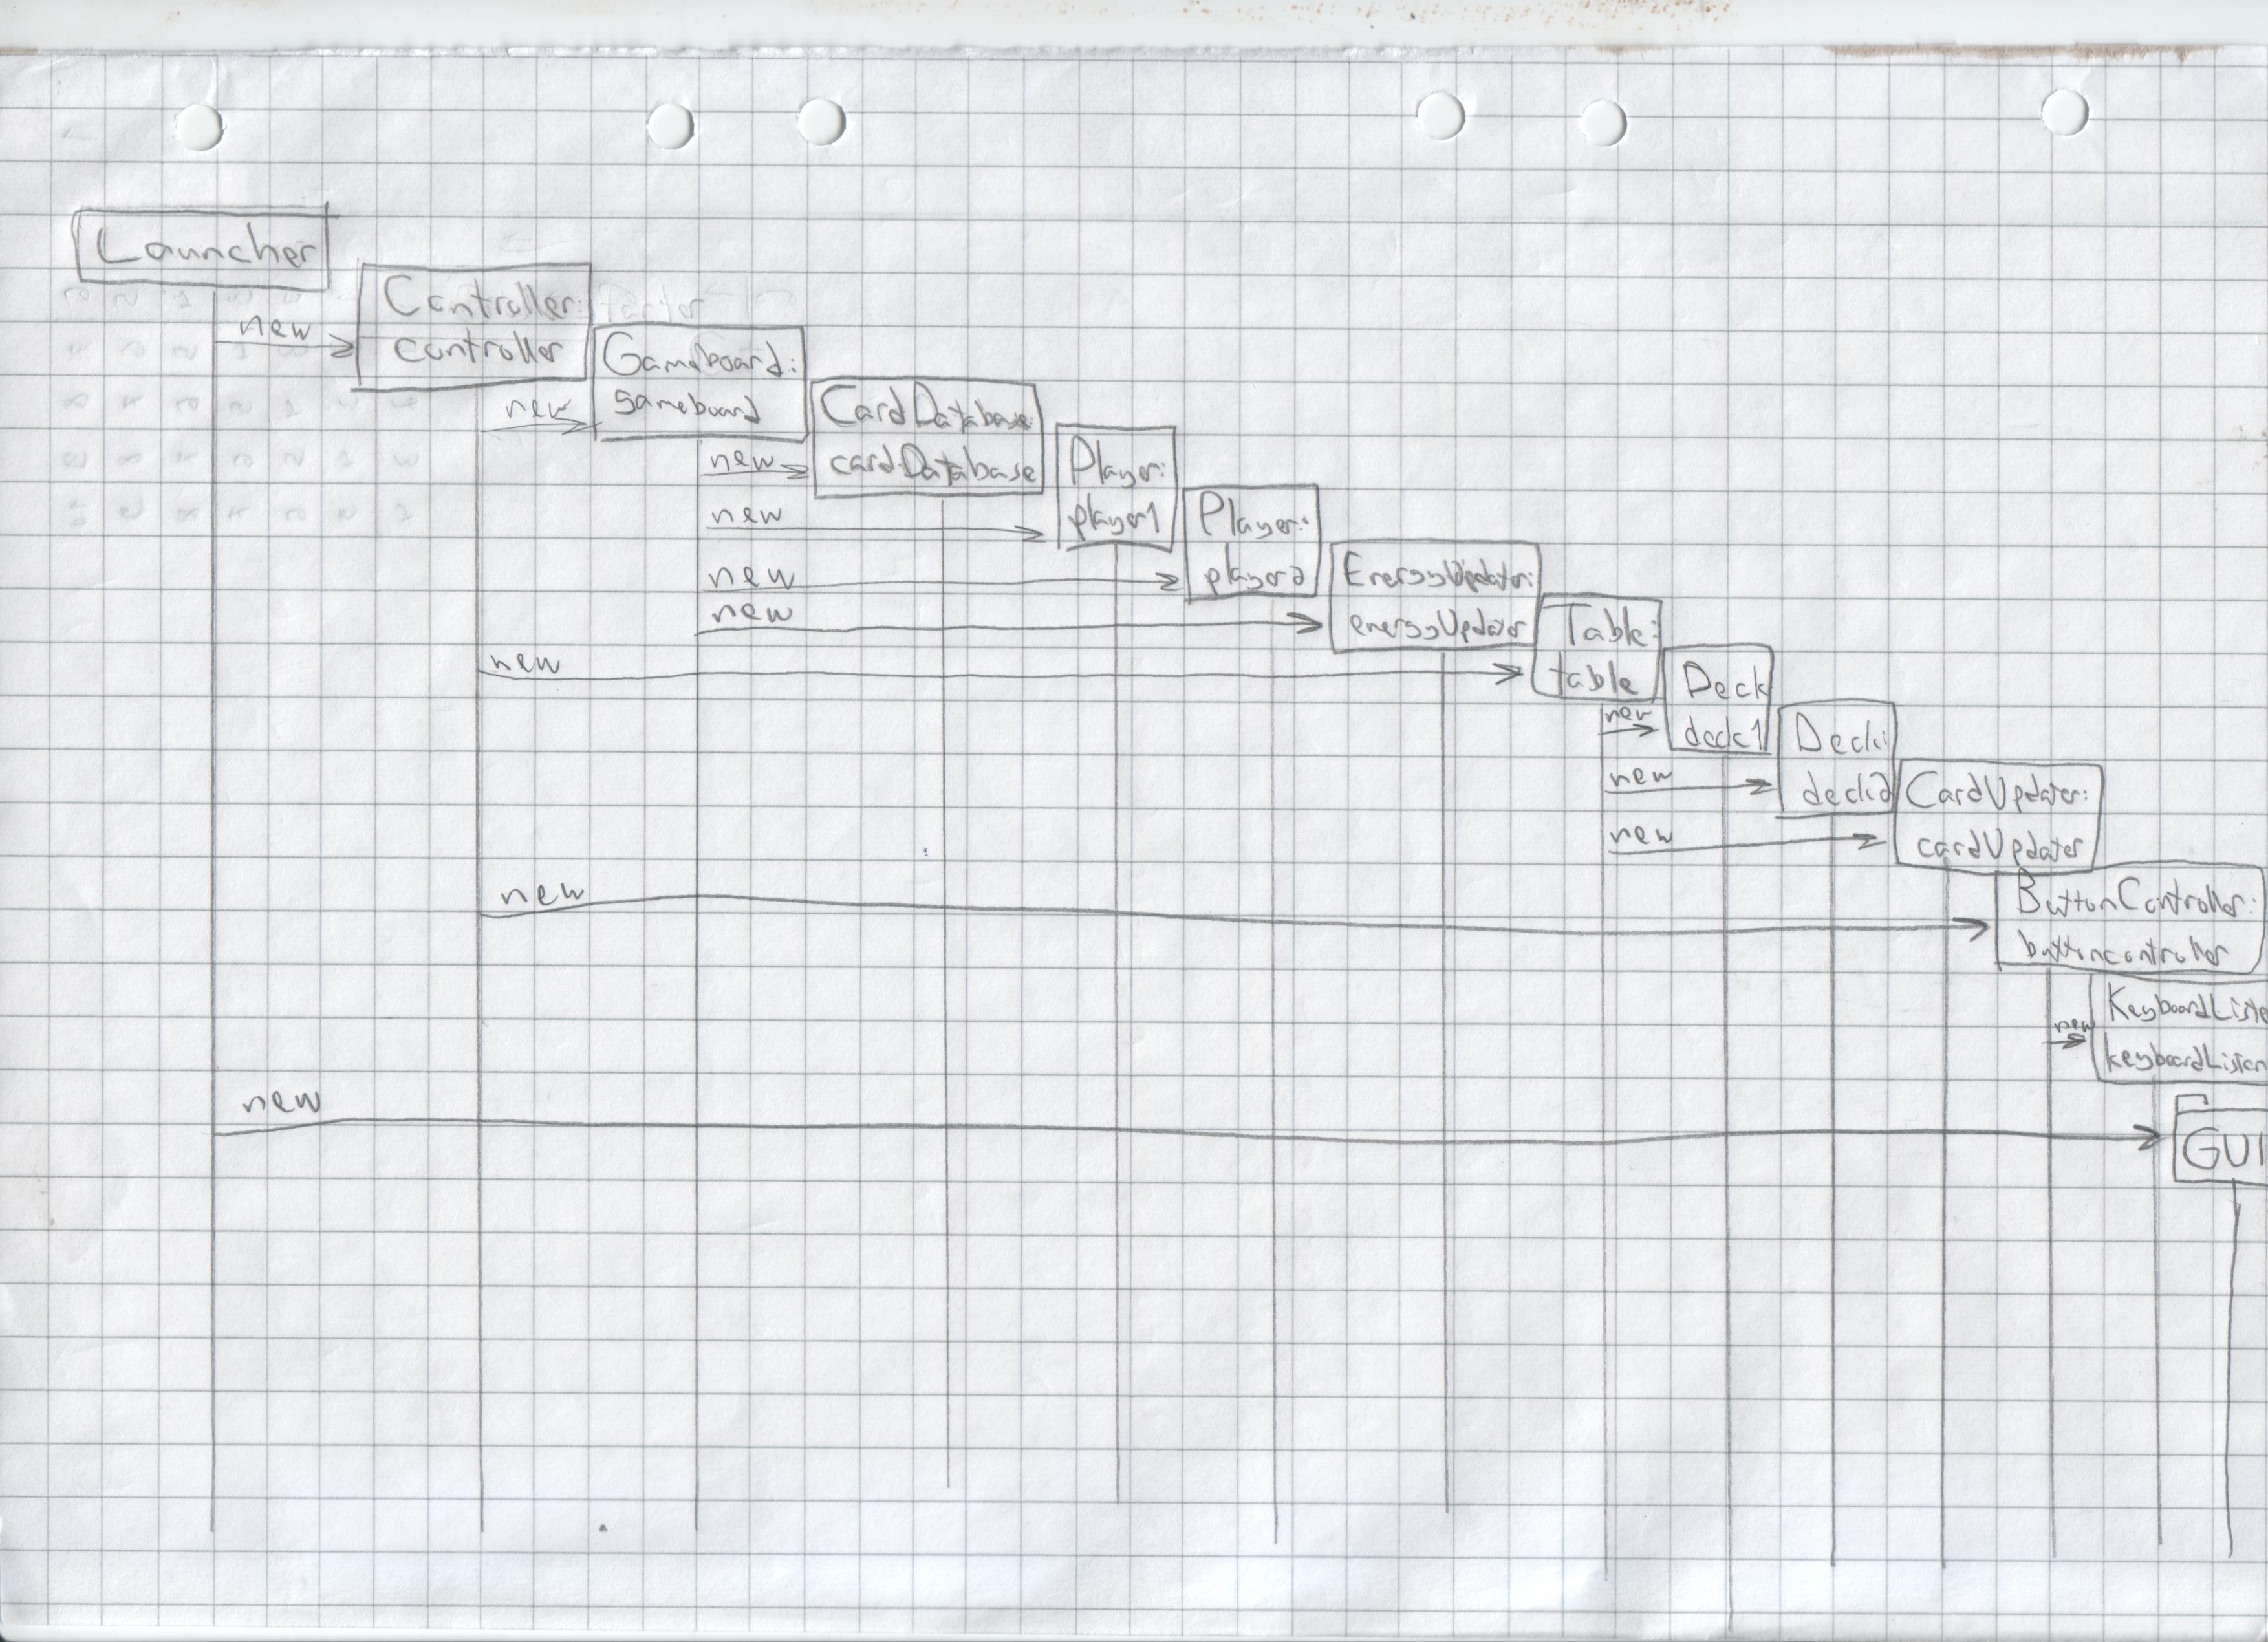 Launcher
new
Controller:
controller
new
Gameboard:
gameboard
new
CardDatabase:
cardDatabase
new
Player:
player1
new
Player:
player2
new
EnergyUpdater:
energyUpdater
new
Table:
table
new
Deck
deck1
new
Deck:
deck2
new
CardUpdater:
cardUpdater
new
ButtonController:
buttoncontroller
new
KeyboardListe
keyboardListen
new
GUI